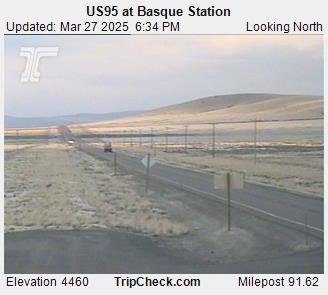 US95 at Basque Station
Updated: Mar 27 2025 6:34 PM Looking North
Elevation 4460 TripCheck.com Milepost 91.62